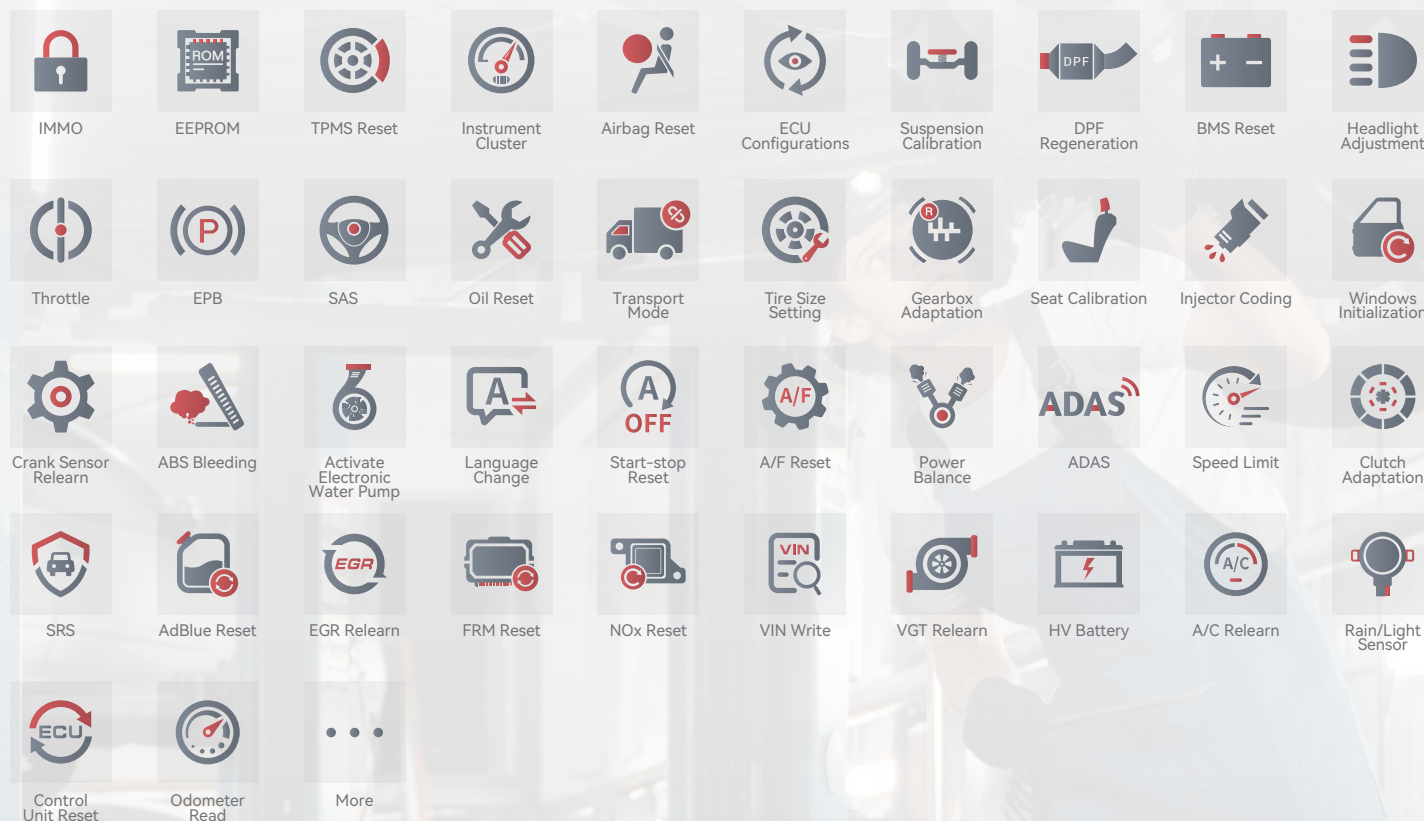 ROM
DPF
+ -
IMMO
EEPROM
TPMS Reset
Instrument
Cluster
Airbag Reset
ECU
Configurations
Suspension
Calibration
DPF
Regeneration
BMS Reset
Headlight
Adjustment
P
R
Throttle
EPB
SAS
Oil Reset
Transport
Mode
Tire Size
Setting
Gearbox
Adaptation
Seat Calibration
Injector Coding
Windows
Initialization
A
A
OFF
A/F
ADAS
Crank Sensor
Relearn
ABS Bleeding
Activate
Electronic
Water Pump
Language
Change
Start-stop
Reset
A/F Reset
Power
Balance
ADAS
Speed Limit
Clutch
Adaptation
EGR
VIN
A/C
SRS
AdBlue Reset
EGR Relearn
FRM Reset
NOx Reset
VIN Write
VGT Relearn
HV Battery
A/C Relearn
Rain/Light
Sensor
ECU
Control
Unit Reset
Odometer
Read
More